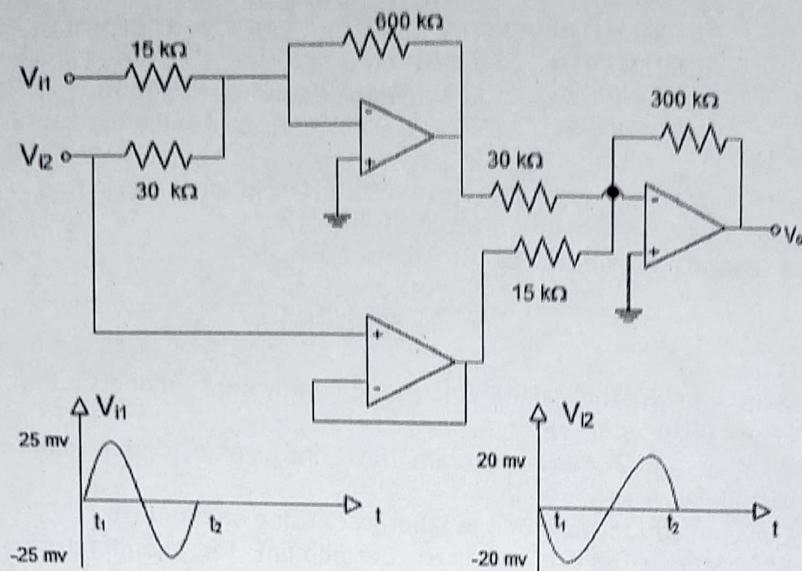 600 kΩ
15 kΩ
Vi1
300 kΩ
Vi2
30 kΩ
30 kΩ
-
+
-
+
Vo
15 kΩ
+
-
Vi1
Vi2
25 mv
20 mv
t1
t2
t
t1
t2
t
-25 mv
-20 mv